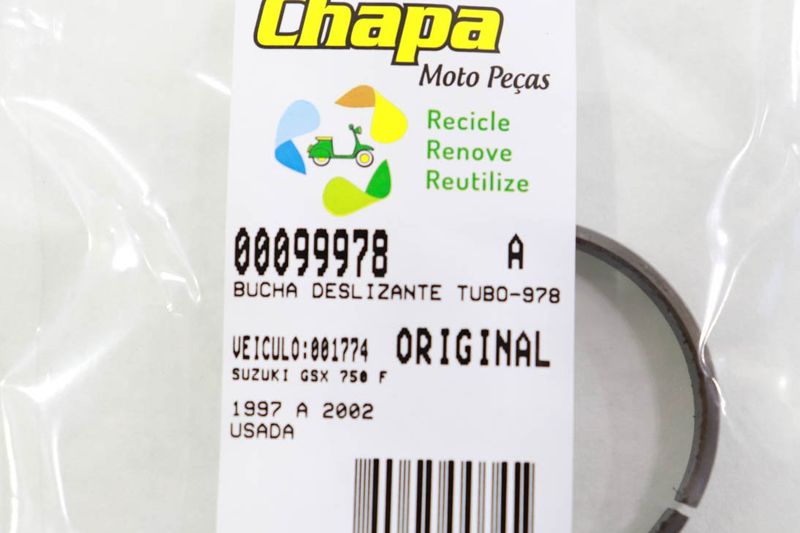 Chapa
Moto Peças
Recicle
Renove
Reutilize
00099978 A
BUCHA DESLIZANTE TUBO-978
VEICULO:001774 ORIGINAL
SUZUKI GSX 750 F
1997 A 2002
USADA